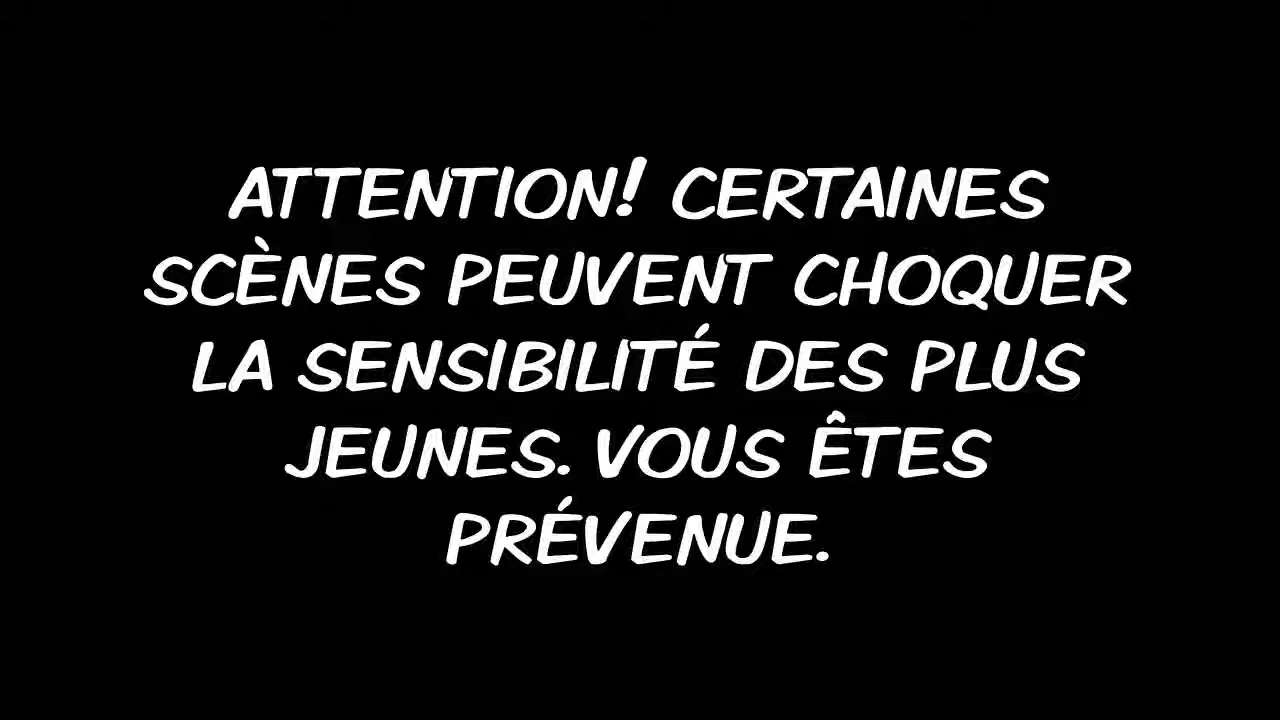 ATTENTION! CERTAINES
SCÈNES PEUVENT CHOQUER
LA SENSIBILITÉ DES PLUS
JEUNES. VOUS ÊTES
PRÉVENUE.